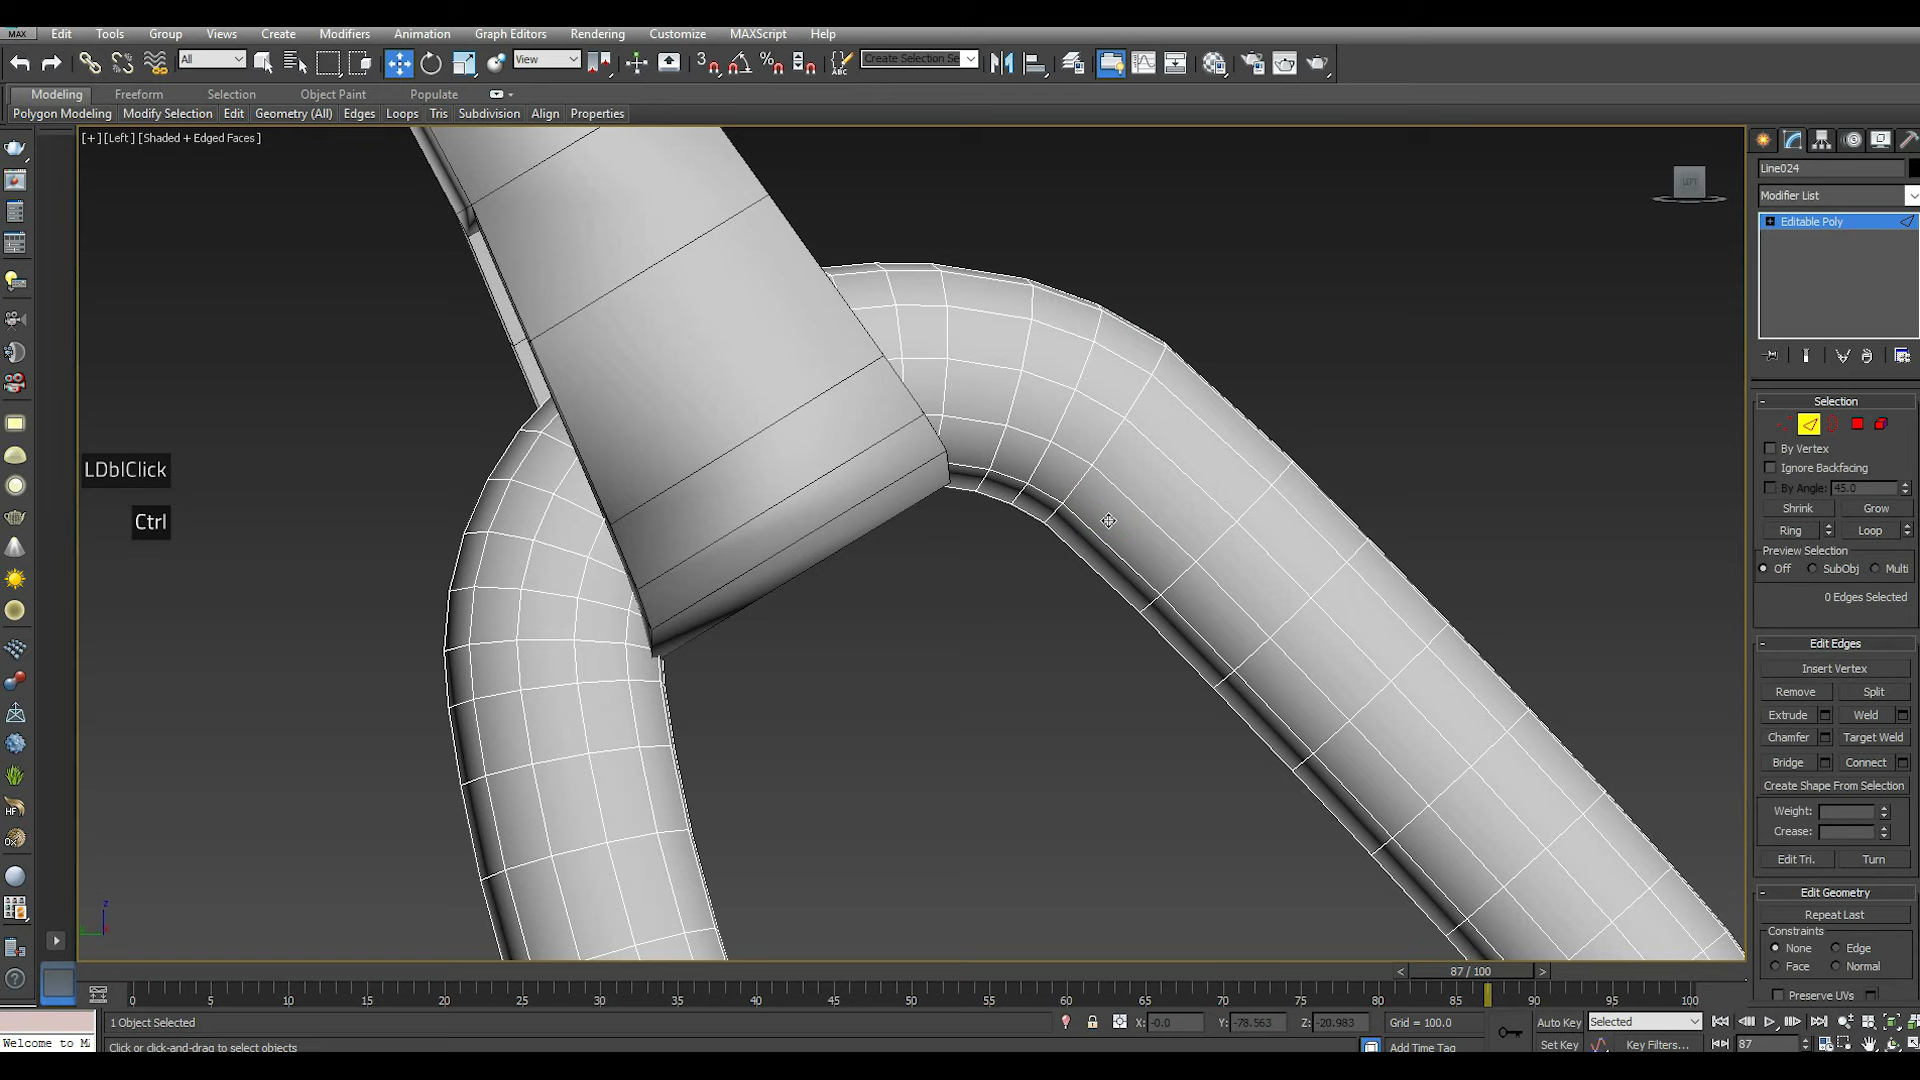 MAX Edit Tools Group Views Create Modifiers Animation Graph Editors Rendering Customize MAXScript Help
All View Create Selection Se
Modeling Freeform Selection Object Paint Populate
Polygon Modeling Modify Selection Edit Geometry (All) Edges Loops Tris Subdivision Align Properties
[+] [Left] [Shaded + Edged Faces]
LEFT
LDblClick
Ctrl
Line024
Modifier List
Editable Poly
Selection
By Vertex
Ignore Backfacing
By Angle: 45.0
Shrink Grow
Ring Loop
Preview Selection
Off SubObj Multi
0 Edges Selected
Edit Edges
Insert Vertex
Remove Split
Extrude Weld
Chamfer Target Weld
Bridge Connect
Create Shape From Selection
Weight:
Crease:
Edit Tri. Turn
Edit Geometry
Repeat Last
Constraints
None Edge
Face Normal
Preserve UVs
< 87 / 100 >
0 5 10 15 20 25 30 35 40 45 50 55 60 65 70 75 80 85 90 95 100
1 Object Selected X: -0.0 Y: -78.563 Z: -20.983 Grid = 100.0 Auto Key Selected
Welcome to M Click or click-and-drag to select objects Add Time Tag Set Key Key Filters... 87